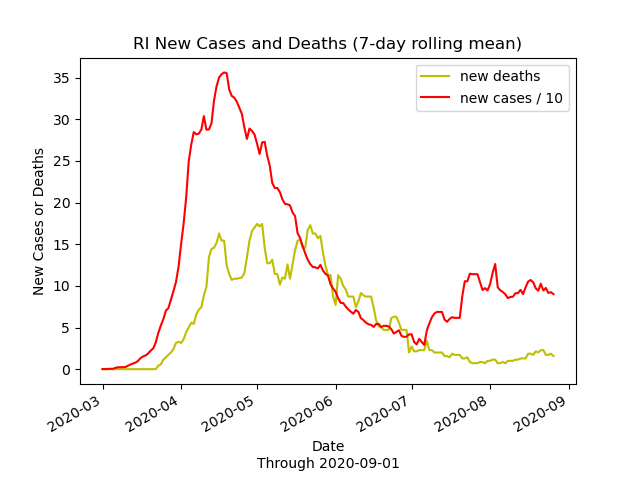 RI New Cases and Deaths (7-day rolling mean)
new deaths
new cases / 10
New Cases or Deaths
35
30
25
20
15
10
5
0
2020-03
2020-04
2020-05
2020-06
2020-07
2020-08
2020-09
Date
Through 2020-09-01